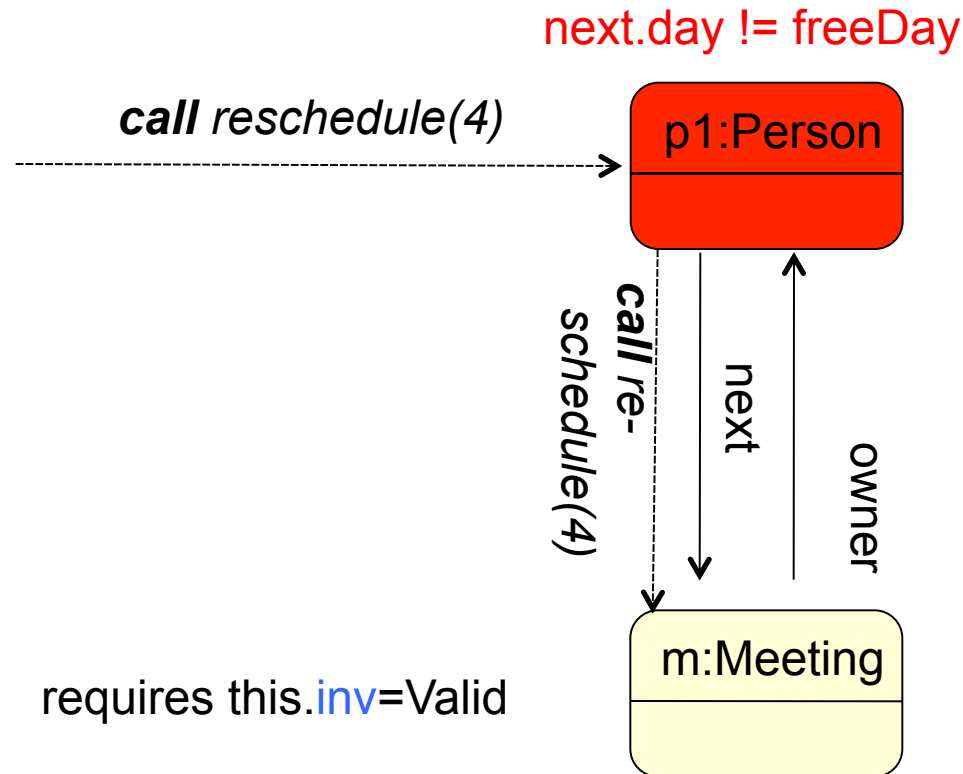 next.day != freeDay
call reschedule(4)
p1:Person
call re-
schedule(4)
next
owner
m:Meeting
requires this.inv=Valid